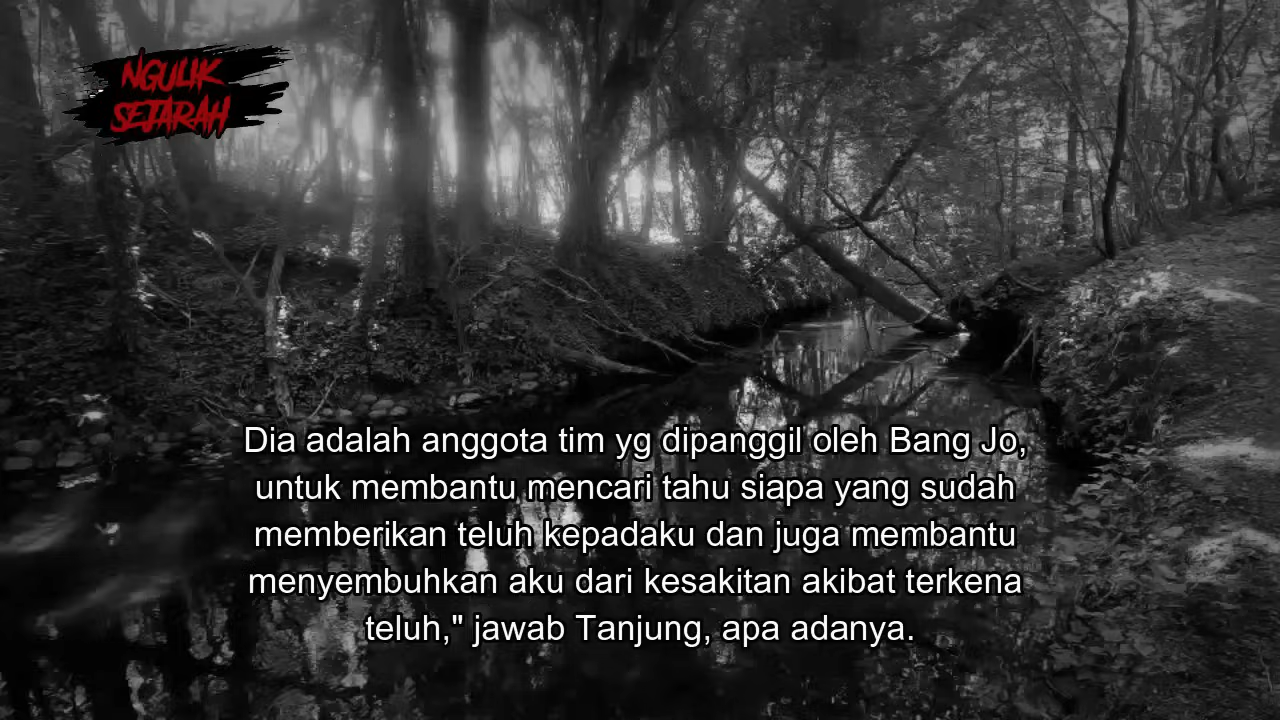 NGULIK
SEJARAH
Dia adalah anggota tim yg dipanggil oleh Bang Jo,
untuk membantu mencari tahu siapa yang sudah
memberikan teluh kepadaku dan juga membantu
menyembuhkan aku dari kesakitan akibat terkena
teluh," jawab Tanjung, apa adanya.